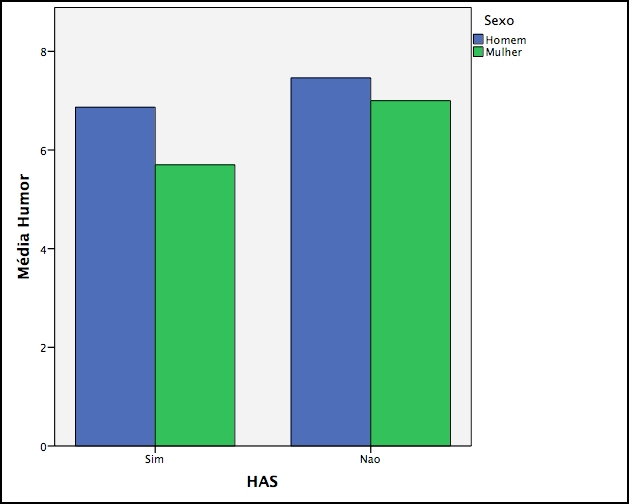 Sexo
Homem
Mulher
8
6
4
2
0
Média Humor
Sim
Nao
HAS